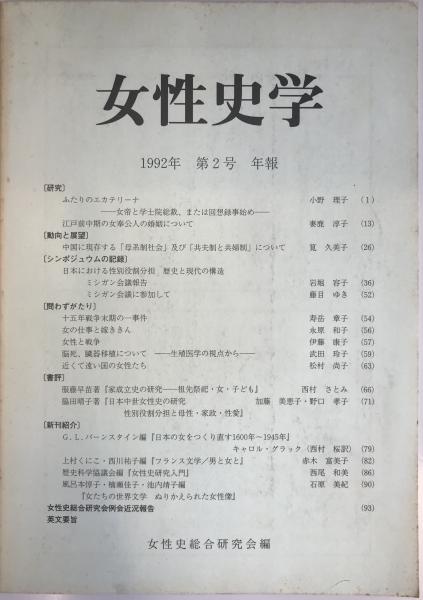 女性史学
1992年 第2号 年報
〔研究〕
ふたりのエカテリーナ 小野 理子 (1)
——女帝と学士院総裁、または回想録事始め——
江戸前中期の女奉公人の婚姻について 妻鹿 淳子 (13)
〔動向と展望〕
中国に現存する「母系制社会」及び「共夫制と共婦制」について 筧 久美子 (26)
〔シンポジュウムの記録〕
日本における性別役割分担 歴史と現代の構造
ミシガン会議報告 岩堀 容子 (36)
ミシガン会議に参加して 藤目 ゆき (52)
〔問わずがたり〕
十五年戦争末期の一事件 寿岳 章子 (54)
女の仕事と嫁ききん 永原 和子 (56)
女性と戦争 伊藤 康子 (57)
脳死、臓器移植について ——生殖医学の視点から—— 武田 玲子 (59)
近くて遠い国の女性たち 松村 尚子 (63)
〔書評〕
服藤早苗著『家成立史の研究——祖先祭祀・女・子ども』 西村 さとみ (66)
脇田晴子著『日本中世女性史の研究 加藤 美恵子・野口 孝子 (71)
性別役割分担と母性・家政・性愛』
〔新刊紹介〕
G.L.バーンスタイン編『日本の女をつくり直す1600年〜1945年』
キャロル・グラック(西村 桜訳) (79)
上村くにこ・西川祐子編『フランス文学/男と女と』 赤木 富美子 (82)
歴史科学協議会編『女性史研究入門』 西尾 和美 (86)
風呂本惇子・楠瀬佳子・池内靖子編 石原 美紀 (90)
『女たちの世界文学 ぬりかえられた女性像』
女性史総合研究会例会近況報告 (93)
英文要旨
女性史総合研究会編